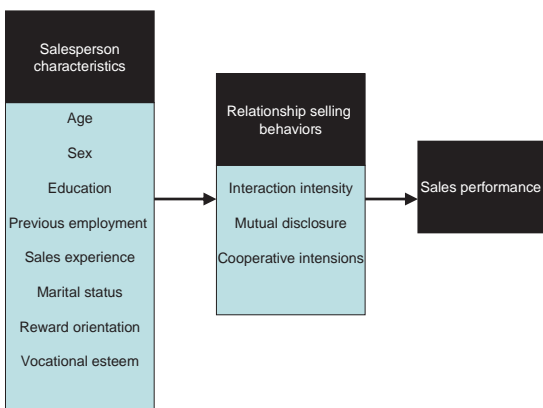 Salesperson
characteristics
Age
Sex
Education
Previous employment
Sales experience
Marital status
Reward orientation
Vocational esteem
Relationship selling
behaviors
Interaction intensity
Mutual disclosure
Cooperative intensions
Sales performance